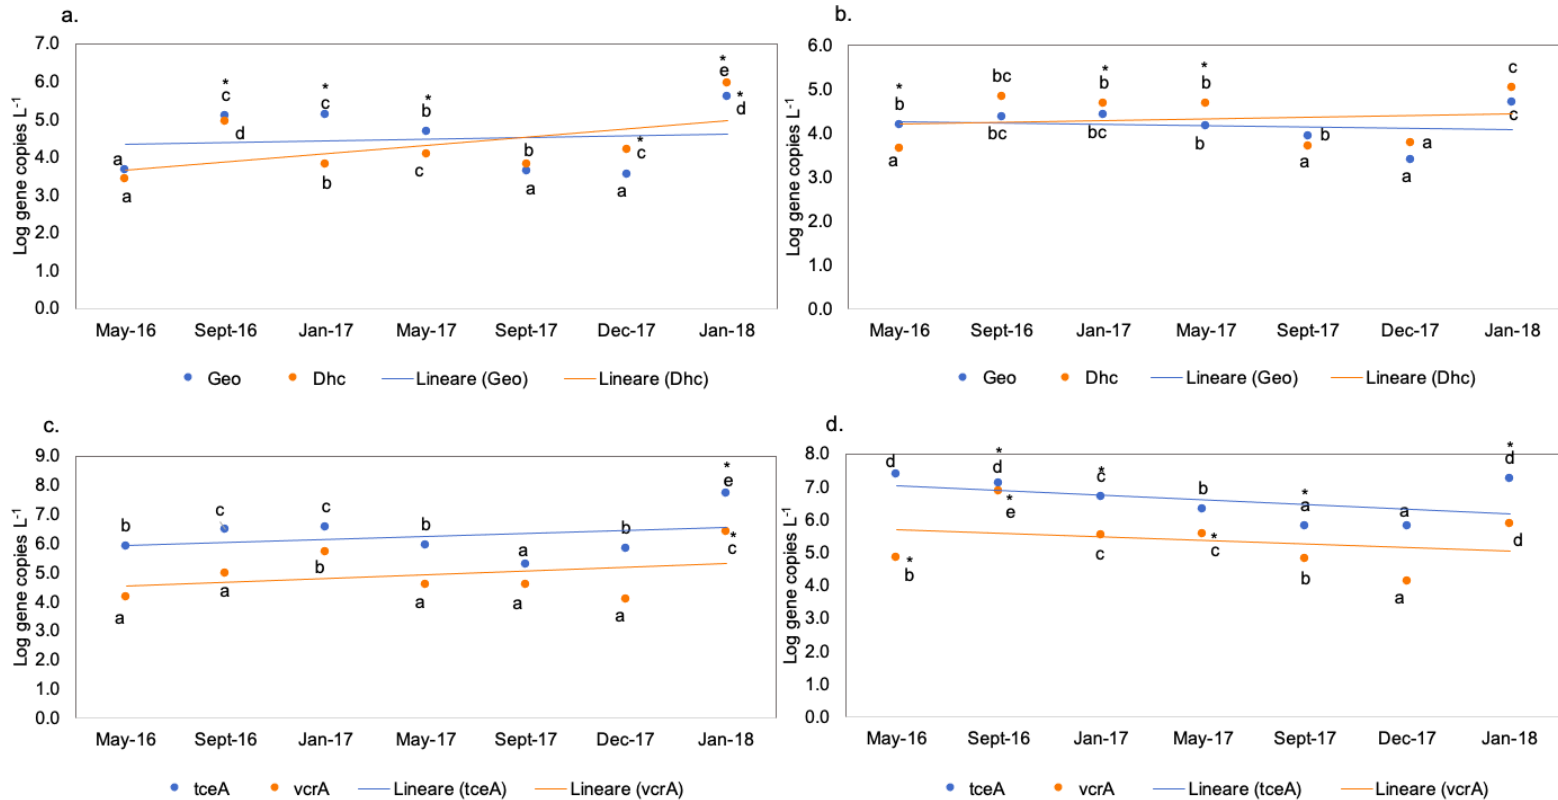 a.
7.0
6.0
5.0
4.0
3.0
2.0
1.0
0.0
Log gene copies L-1
a
a
*
c
d
*
c
b
*
b
c
b
a
*
c
a
*
e
*
d
May-16 Sept-16 Jan-17 May-17 Sept-17 Dec-17 Jan-18
Geo Dhc Lineare (Geo) Lineare (Dhc)
b.
6.0
5.0
4.0
3.0
2.0
1.0
0.0
Log gene copies L-1
*
b
a
bc
bc
*
b
bc
*
b
b
b
a
a
a
c
c
May-16 Sept-16 Jan-17 May-17 Sept-17 Dec-17 Jan-18
Geo Dhc Lineare (Geo) Lineare (Dhc)
c.
9.0
8.0
7.0
6.0
5.0
4.0
3.0
2.0
1.0
0.0
Log gene copies L-1
b
a
c
a
c
b
b
a
a
a
b
a
*
e
*
c
May-16 Sept-16 Jan-17 May-17 Sept-17 Dec-17 Jan-18
tceA vcrA Lineare (tceA) Lineare (vcrA)
d.
8.0
7.0
6.0
5.0
4.0
3.0
2.0
1.0
0.0
Log gene copies L-1
d
*
b
*
d
*
e
*
c
c
b
*
c
*
a
b
a
a
*
d
d
May-16 Sept-16 Jan-17 May-17 Sept-17 Dec-17 Jan-18
tceA vcrA Lineare (tceA) Lineare (vcrA)